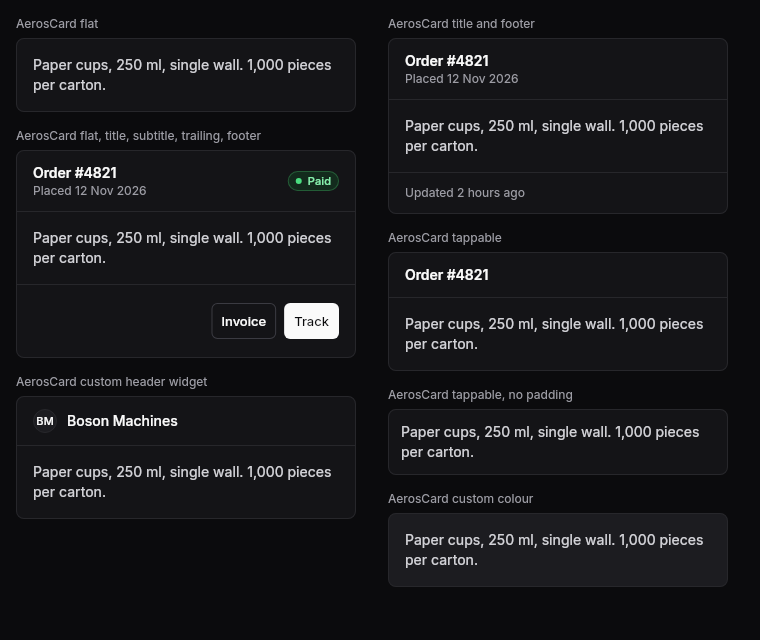 AerosCard flat
Paper cups, 250 ml, single wall. 1,000 pieces
per carton.
AerosCard flat, title, subtitle, trailing, footer
Order #4821
Placed 12 Nov 2026
Paid
Paper cups, 250 ml, single wall. 1,000 pieces
per carton.
Invoice
Track
AerosCard custom header widget
BM
Boson Machines
Paper cups, 250 ml, single wall. 1,000 pieces
per carton.
AerosCard title and footer
Order #4821
Placed 12 Nov 2026
Paper cups, 250 ml, single wall. 1,000 pieces
per carton.
Updated 2 hours ago
AerosCard tappable
Order #4821
Paper cups, 250 ml, single wall. 1,000 pieces
per carton.
AerosCard tappable, no padding
Paper cups, 250 ml, single wall. 1,000 pieces
per carton.
AerosCard custom colour
Paper cups, 250 ml, single wall. 1,000 pieces
per carton.